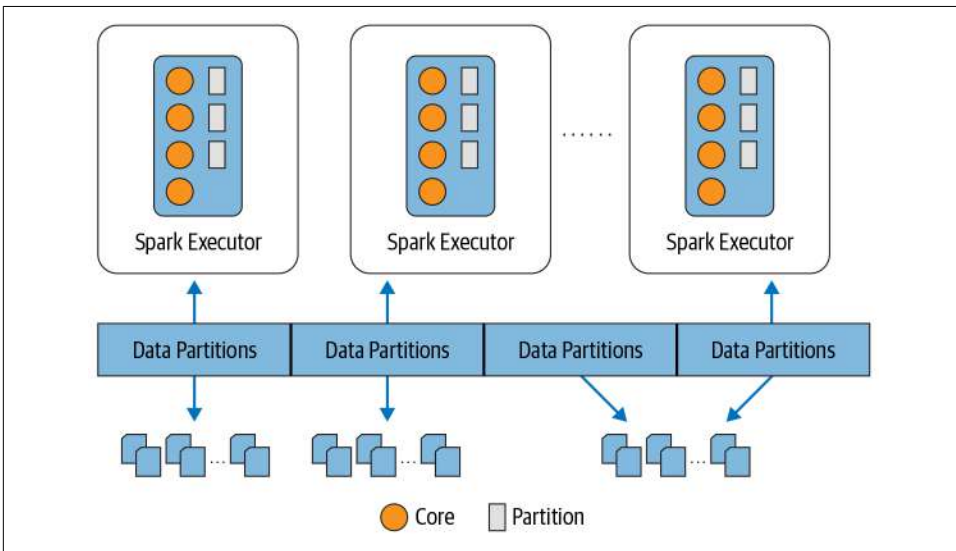 Spark Executor
Spark Executor
......
Spark Executor
Data Partitions
Data Partitions
Data Partitions
Data Partitions
...
...
...
Core
Partition